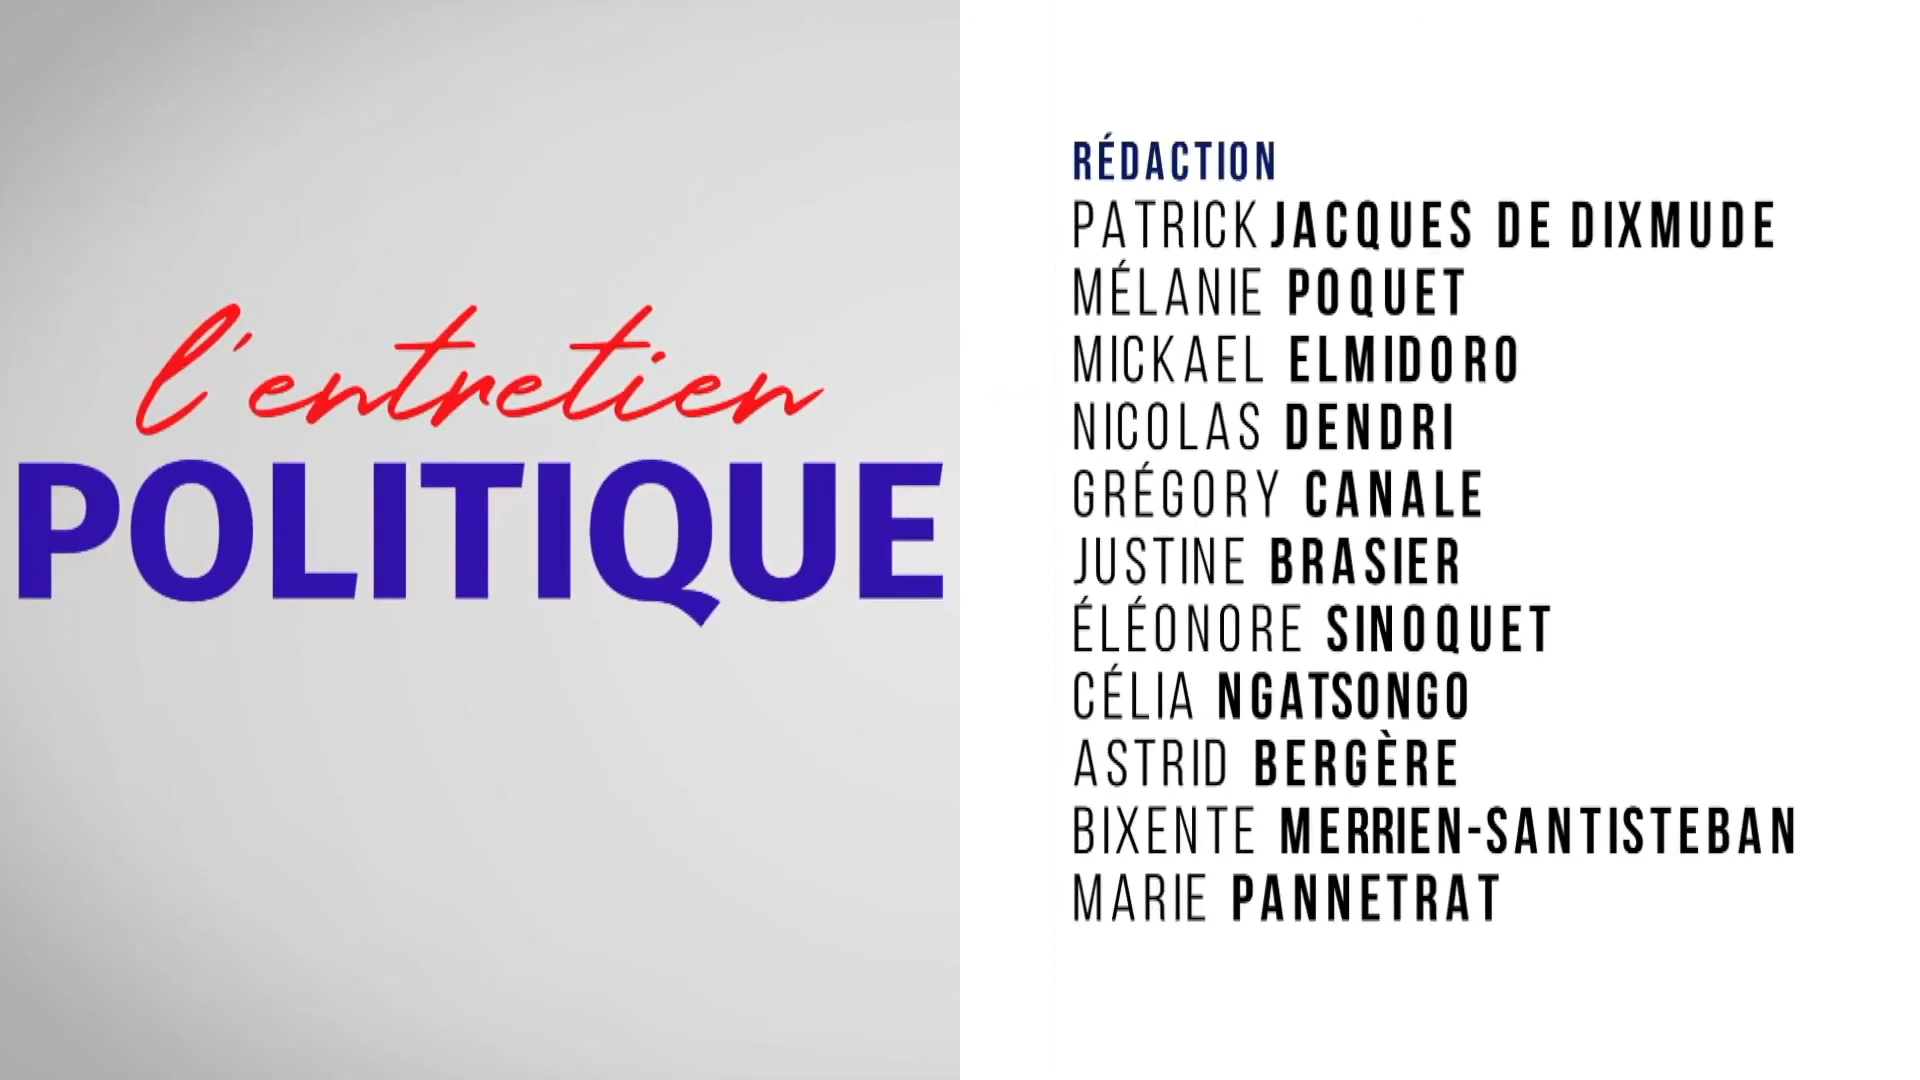 l'entretien
POLITIQUE
RÉDACTION
PATRICK JACQUES DE DIXMUDE
MÉLANIE POQUET
MICKAEL ELMIDORO
NICOLAS DENDRI
GRÉGORY CANALE
JUSTINE BRASIER
ÉLÉONORE SINOQUET
CÉLIA NGATSONGO
ASTRID BERGÈRE
BIXENTE MERRIEN-SANTISTEBAN
MARIE PANNETRAT